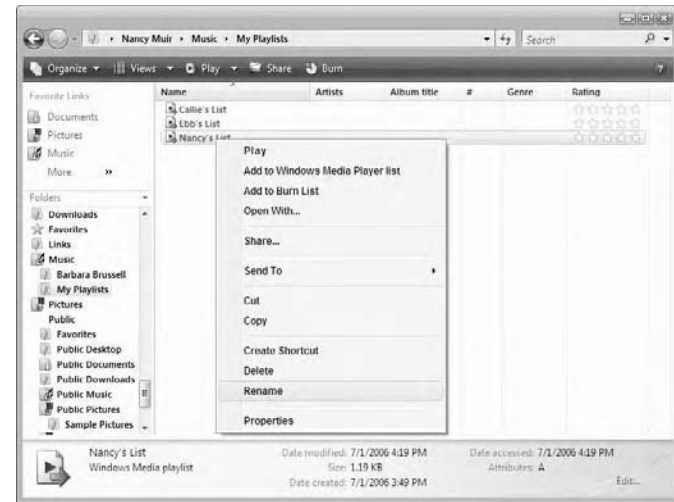 Nancy Muir ▸ Music ▸ My Playlists
Search
Organize Views Play Share Burn
?
Favorite Links
Documents
Pictures
Music
More »
Folders
Downloads
Favorites
Links
Music
Barbara Brussell
My Playlists
Pictures
Public
Favorites
Public Desktop
Public Documents
Public Downloads
Public Music
Public Pictures
Sample Pictures
Name Artists Album title # Genre Rating
Callie's List
Ebb's List
Nancy's List
Play
Add to Windows Media Player list
Add to Burn List
Open With...
Share...
Send To
Cut
Copy
Create Shortcut
Delete
Rename
Properties
Nancy's List
Windows Media playlist
Date modified: 7/1/2006 4:19 PM
Size: 1.19 KB
Date created: 7/1/2006 3:49 PM
Date accessed: 7/1/2006 4:19 PM
Attributes: A
Edit...